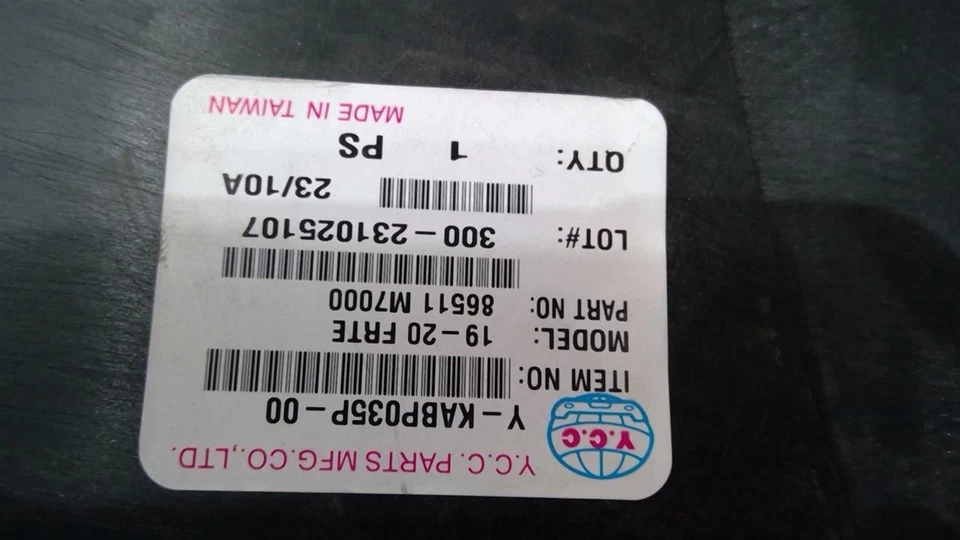 Y.C.C. PARTS MFG.CO.,LTD.
Y.C.C
Y-KABP035P-00
ITEM NO:
MODEL: 19-20 FRTE
PART NO: 86511 M7000
LOT#: 300-231025107
23/10A
QTY: 1 PS
MADE IN TAIWAN